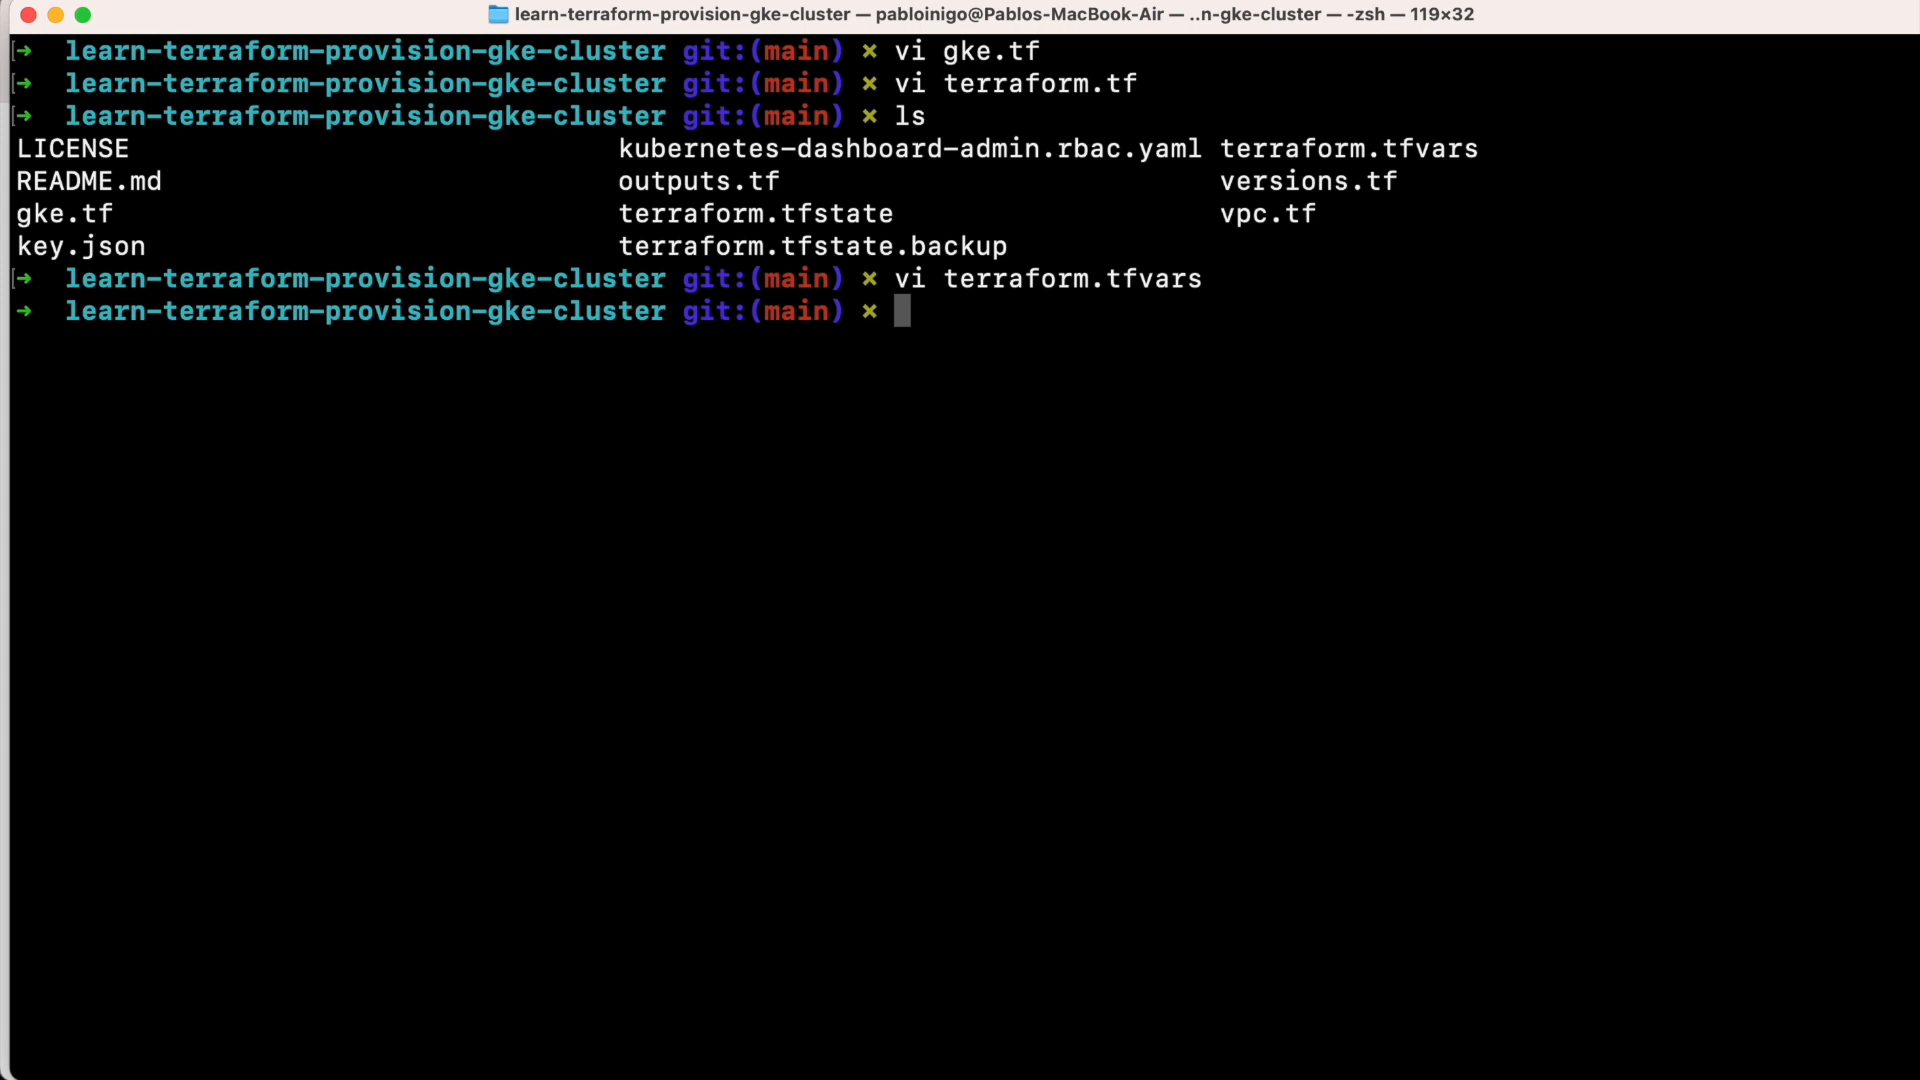 learn-terraform-provision-gke-cluster — pabloinigo@Pablos-MacBook-Air — ..n-gke-cluster — -zsh — 119×32
[➜  learn-terraform-provision-gke-cluster git:(main) ✗ vi gke.tf
[➜  learn-terraform-provision-gke-cluster git:(main) ✗ vi terraform.tf
[➜  learn-terraform-provision-gke-cluster git:(main) ✗ ls
LICENSE kubernetes-dashboard-admin.rbac.yaml terraform.tfvars
README.md outputs.tf versions.tf
gke.tf terraform.tfstate vpc.tf
key.json terraform.tfstate.backup
[➜  learn-terraform-provision-gke-cluster git:(main) ✗ vi terraform.tfvars
➜  learn-terraform-provision-gke-cluster git:(main) ✗